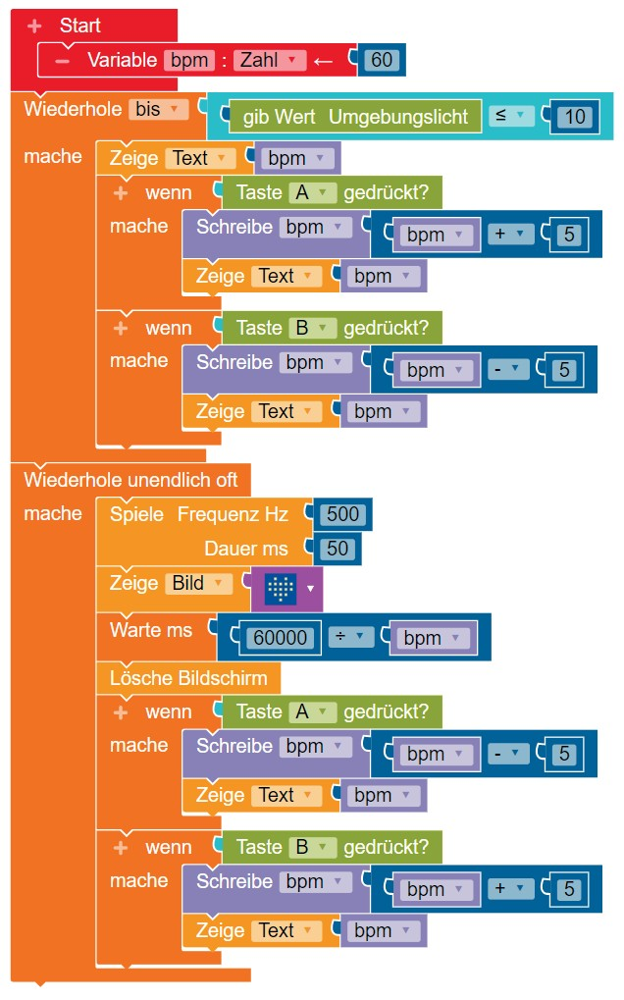 + Start
− Variable bpm : Zahl ← 60
Wiederhole bis gib Wert Umgebungslicht ≤ 10
mache Zeige Text bpm
+ wenn Taste A gedrückt?
mache Schreibe bpm bpm + 5
Zeige Text bpm
+ wenn Taste B gedrückt?
mache Schreibe bpm bpm - 5
Zeige Text bpm
Wiederhole unendlich oft
mache Spiele Frequenz Hz 500
Dauer ms 50
Zeige Bild
Warte ms 60000 ÷ bpm
Lösche Bildschirm
+ wenn Taste A gedrückt?
mache Schreibe bpm bpm - 5
Zeige Text bpm
+ wenn Taste B gedrückt?
mache Schreibe bpm bpm + 5
Zeige Text bpm